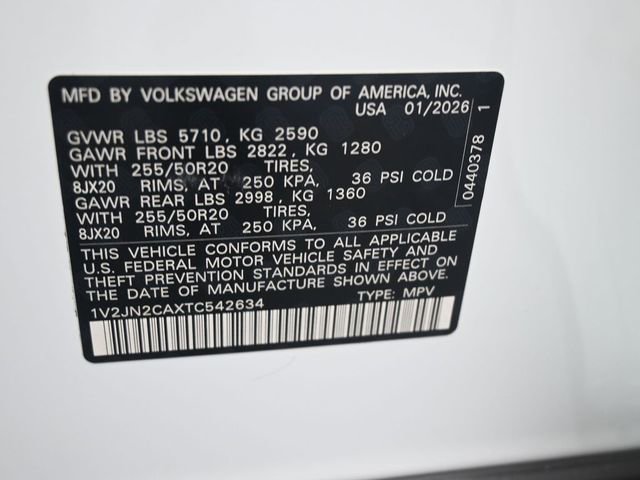 MFD BY VOLKSWAGEN GROUP OF AMERICA, INC.
USA 01/2026
GVWR LBS 5710, KG 2590
GAWR FRONT LBS 2822, KG 1280
WITH 255/50R20 TIRES,
8JX20 RIMS, AT 250 KPA, 36 PSI COLD
GAWR REAR LBS 2998, KG 1360
WITH 255/50R20 TIRES,
8JX20 RIMS, AT 250 KPA, 36 PSI COLD
THIS VEHICLE CONFORMS TO ALL APPLICABLE
U.S. FEDERAL MOTOR VEHICLE SAFETY AND
THEFT PREVENTION STANDARDS IN EFFECT ON
THE DATE OF MANUFACTURE SHOWN ABOVE.
1V2JN2CAXTC542634 TYPE: MPV
0440378 1